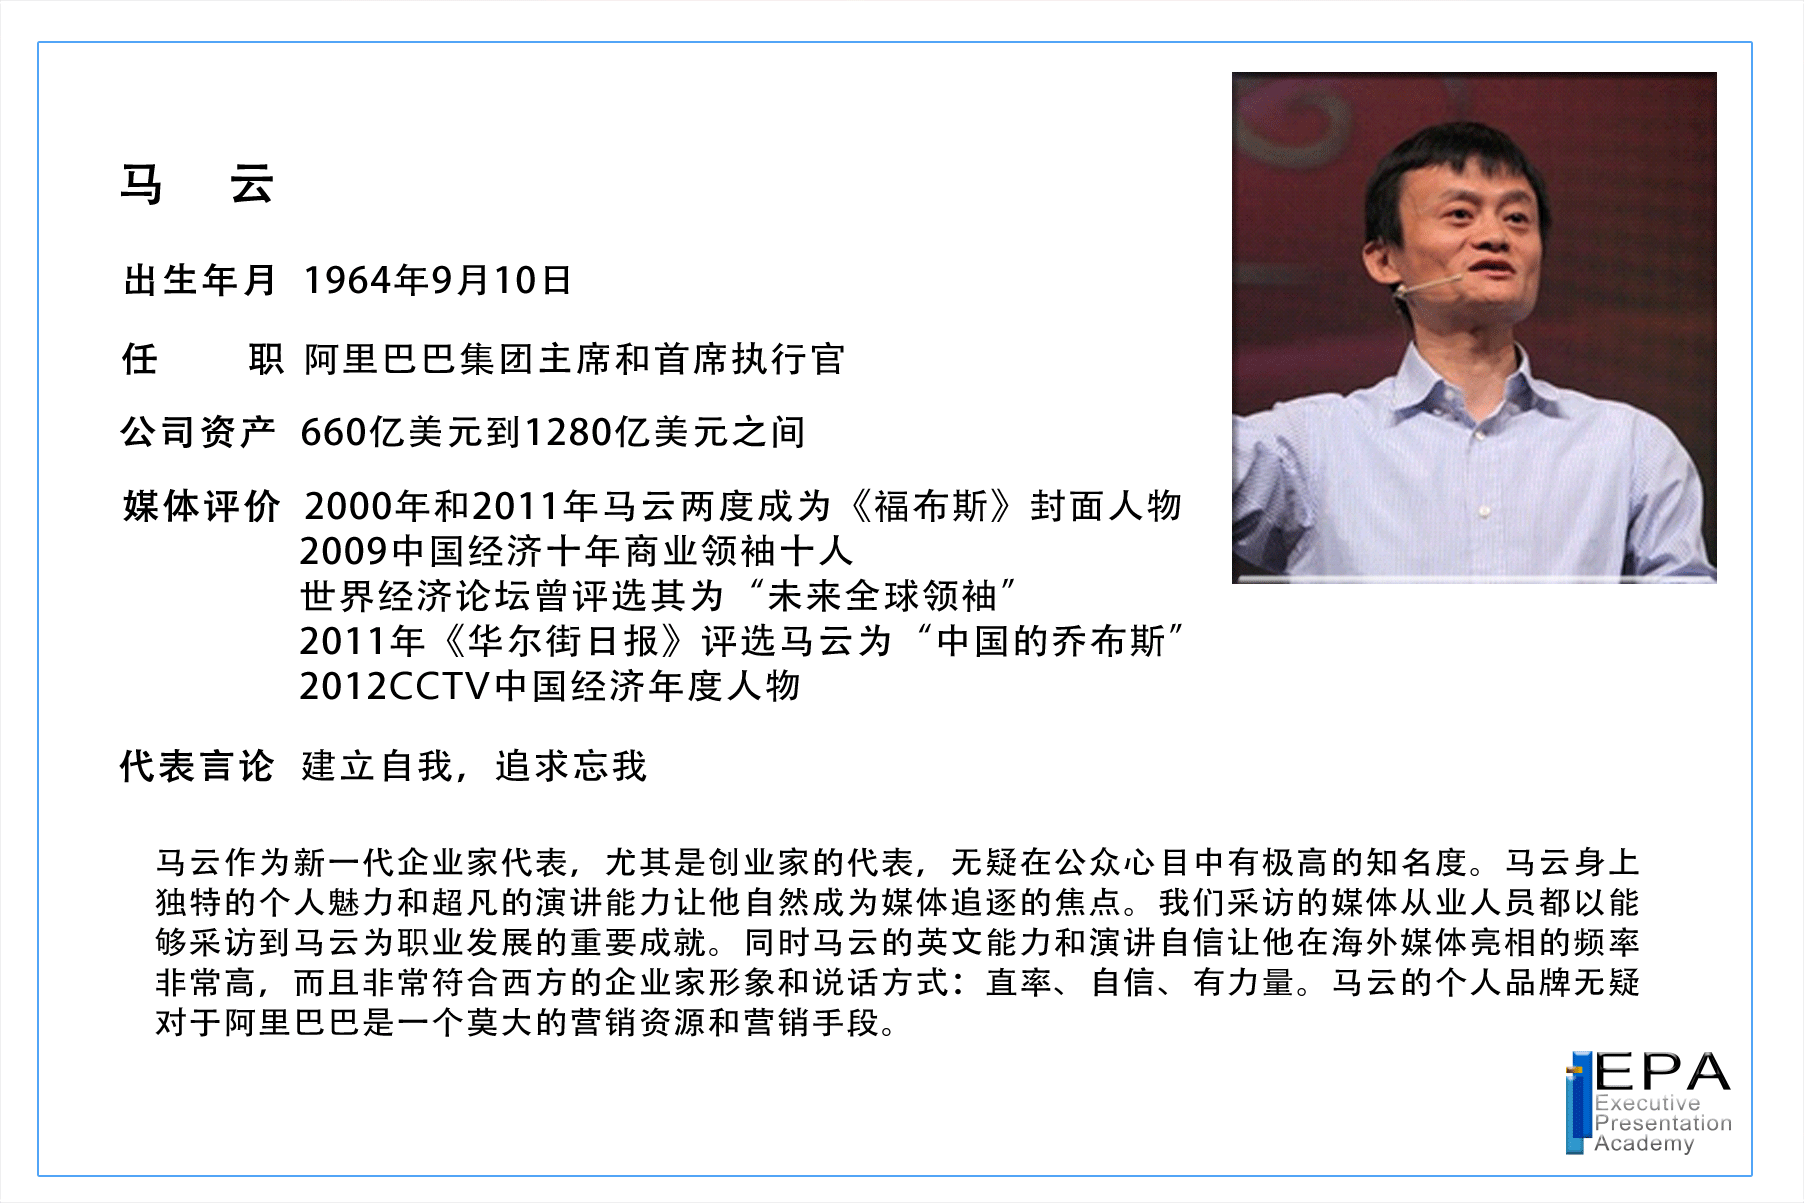 马 云
出生年月 1964年9月10日
任 职 阿里巴巴集团主席和首席执行官
公司资产 660亿美元到1280亿美元之间
媒体评价 2000年和2011年马云两度成为《福布斯》封面人物
2009中国经济十年商业领袖十人
世界经济论坛曾评选其为“未来全球领袖”
2011年《华尔街日报》评选马云为“中国的乔布斯”
2012CCTV中国经济年度人物
代表言论 建立自我，追求忘我
马云作为新一代企业家代表，尤其是创业家的代表，无疑在公众心目中有极高的知名度。马云身上
独特的个人魅力和超凡的演讲能力让他自然成为媒体追逐的焦点。我们采访的媒体从业人员都以能
够采访到马云为职业发展的重要成就。同时马云的英文能力和演讲自信让他在海外媒体亮相的频率
非常高，而且非常符合西方的企业家形象和说话方式：直率、自信、有力量。马云的个人品牌无疑
对于阿里巴巴是一个莫大的营销资源和营销手段。
EPA
Executive
Presentation
Academy